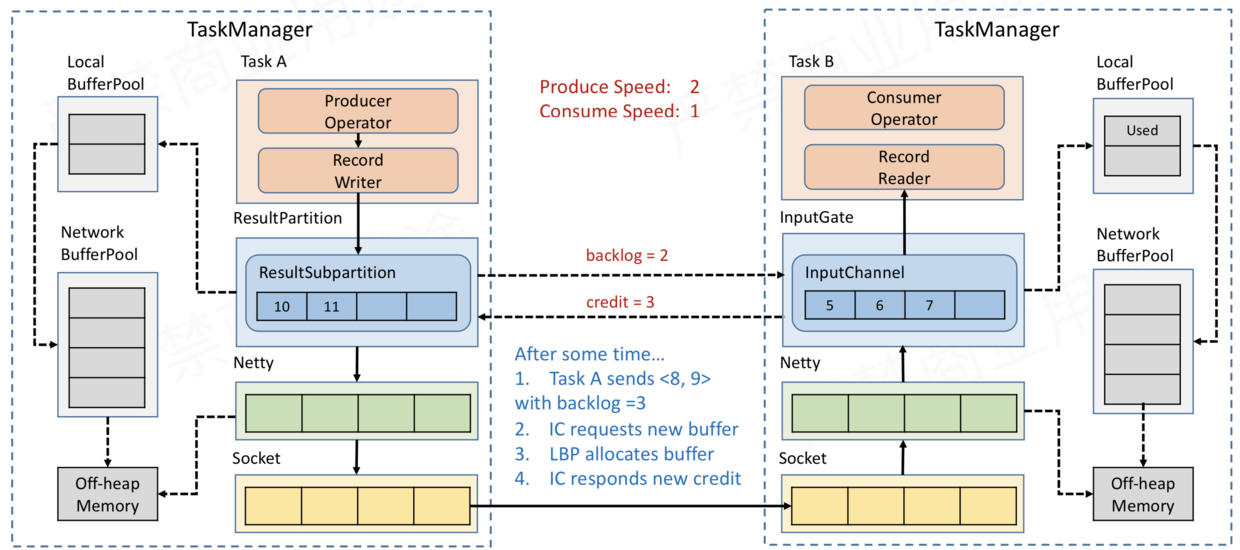 TaskManager
Local
BufferPool
Task A
Producer
Operator
Record
Writer
ResultPartition
Network
BufferPool
ResultSubpartition
10 11
Netty
Socket
Off-heap
Memory
Produce Speed: 2
Consume Speed: 1
backlog = 2
credit = 3
After some time...
1. Task A sends <8, 9>
with backlog =3
2. IC requests new buffer
3. LBP allocates buffer
4. IC responds new credit
TaskManager
Task B
Consumer
Operator
Record
Reader
InputGate
InputChannel
5 6 7
Netty
Socket
Local
BufferPool
Used
Network
BufferPool
Off-heap
Memory